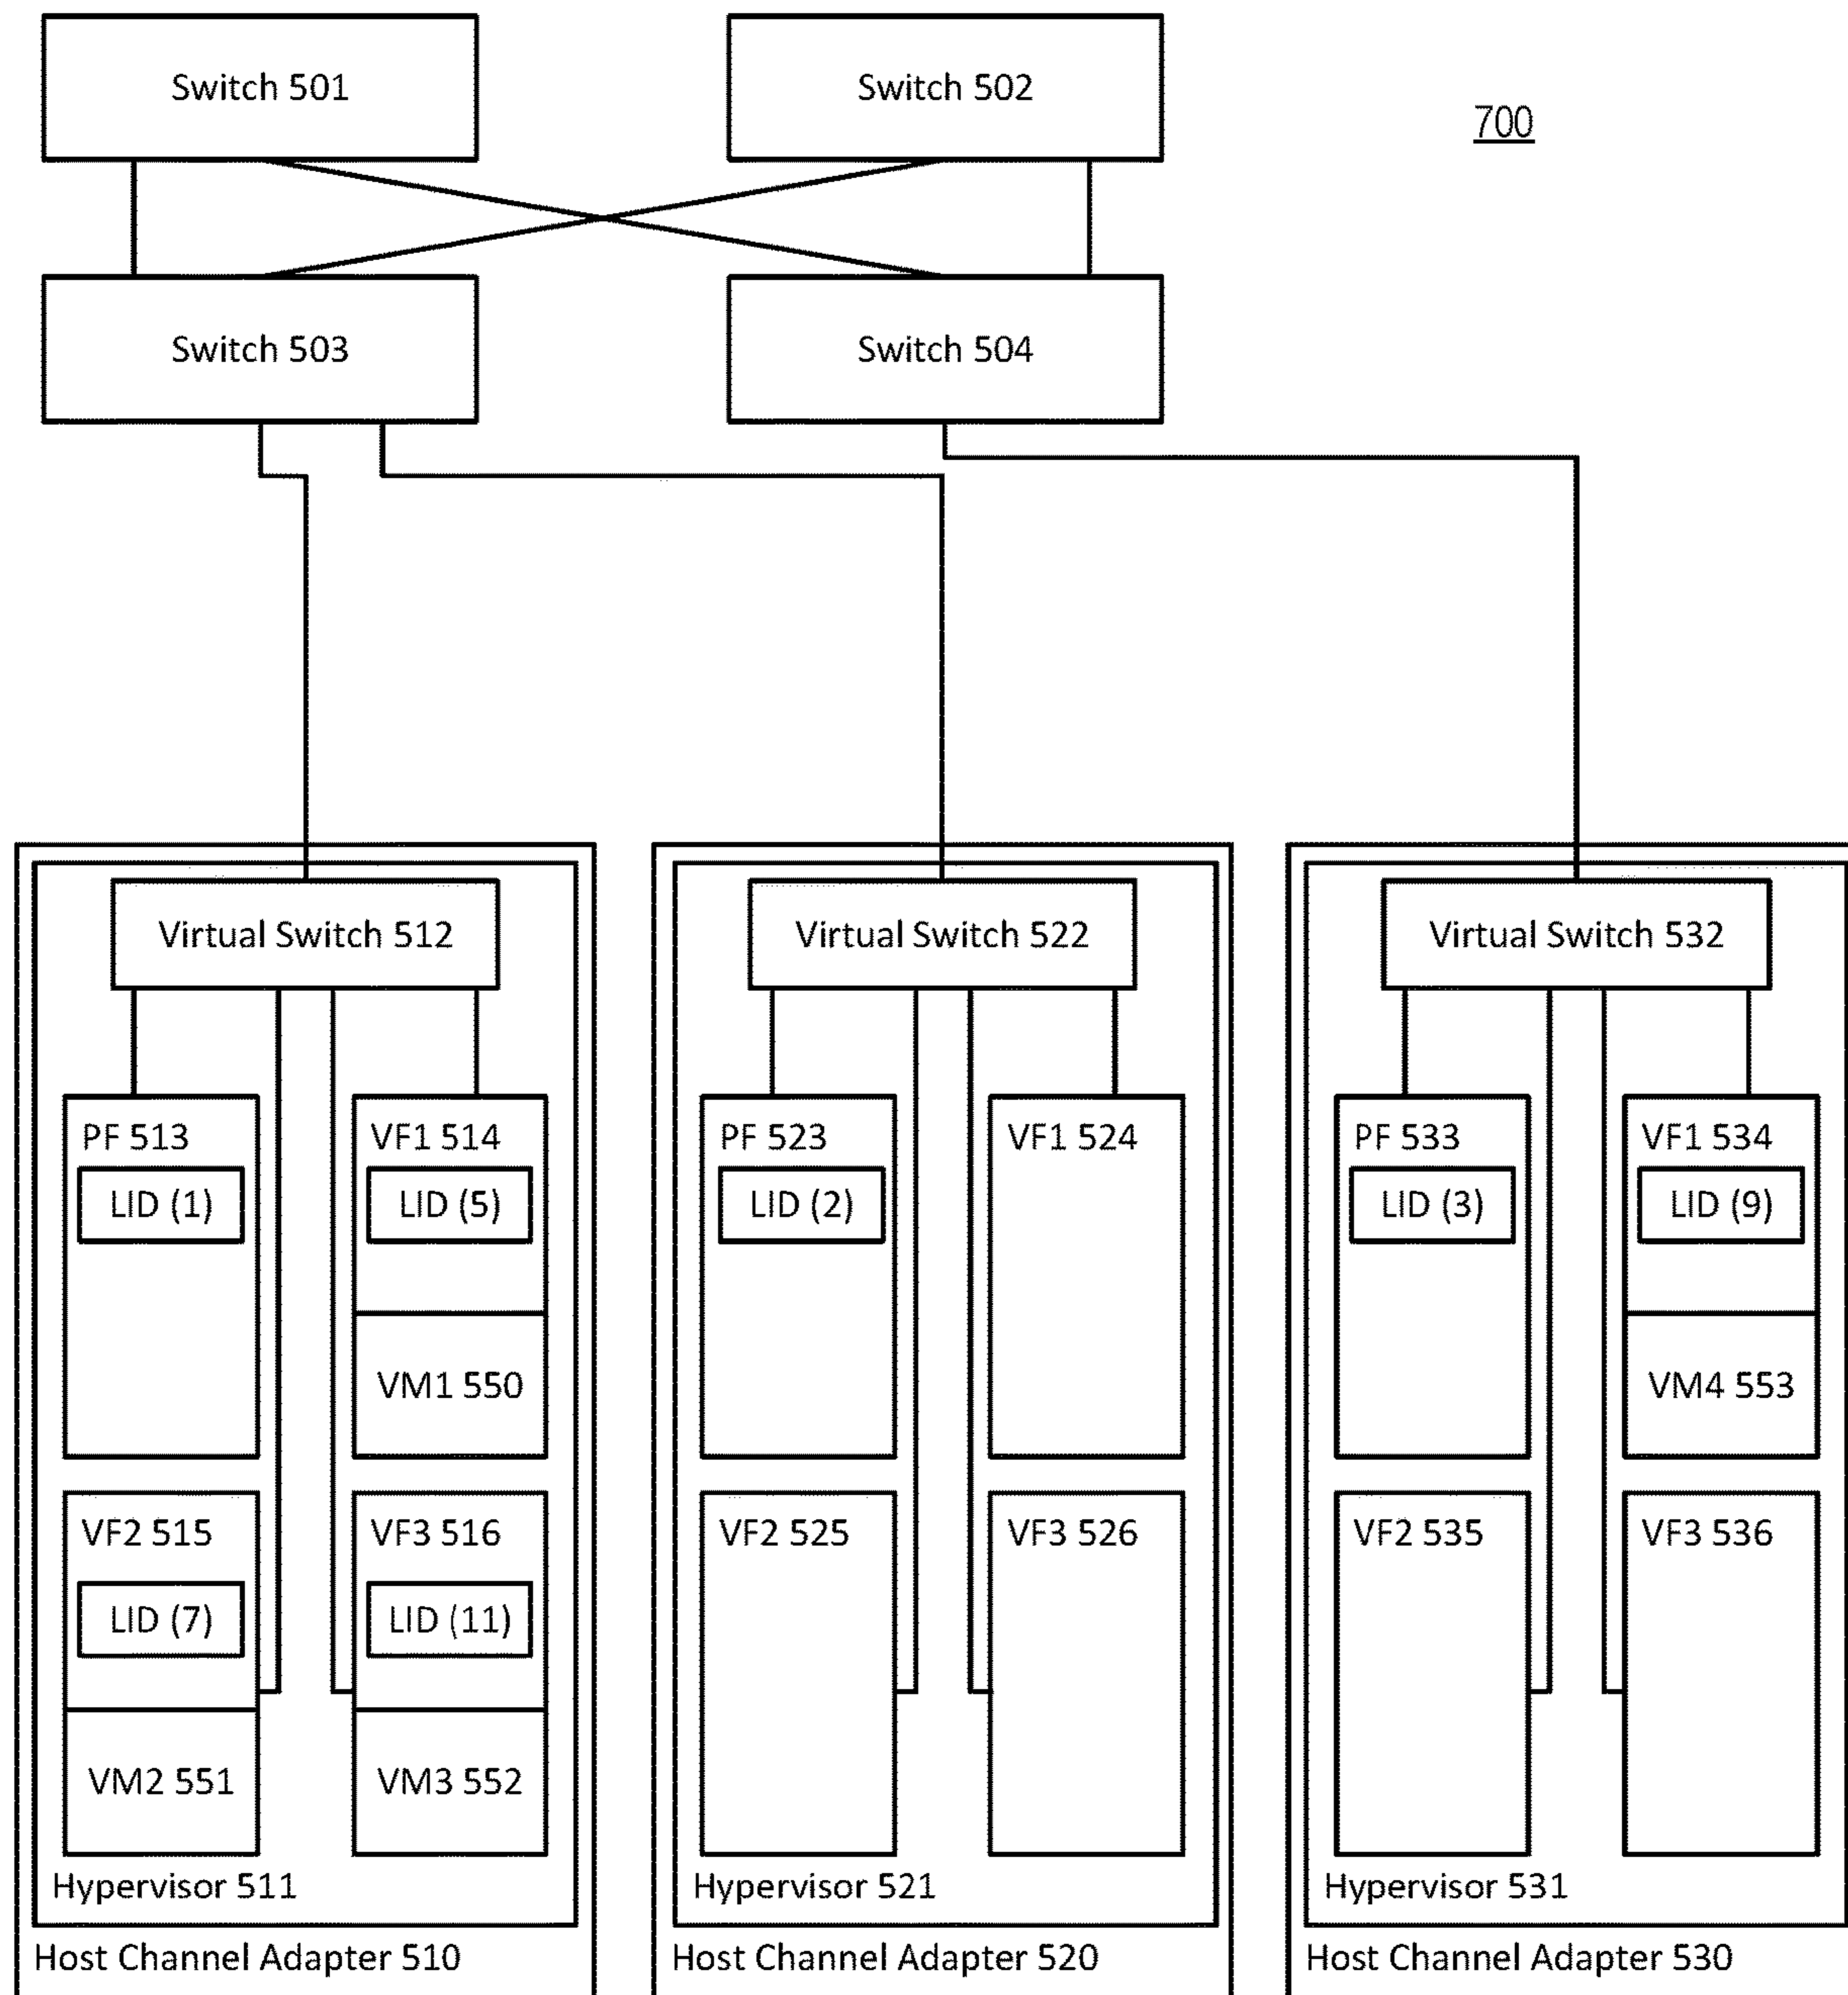 Switch 501
Switch 502
700
Switch 503
Switch 504
Virtual Switch 512
Virtual Switch 522
Virtual Switch 532
PF 513
LID (1)
VF1 514
LID (5)
VM1 550
PF 523
LID (2)
VF1 524
PF 533
LID (3)
VF1 534
LID (9)
VM4 553
VF2 515
LID (7)
VM2 551
VF3 516
LID (11)
VM3 552
VF2 525
VF3 526
VF2 535
VF3 536
Hypervisor 511
Hypervisor 521
Hypervisor 531
Host Channel Adapter 510
Host Channel Adapter 520
Host Channel Adapter 530